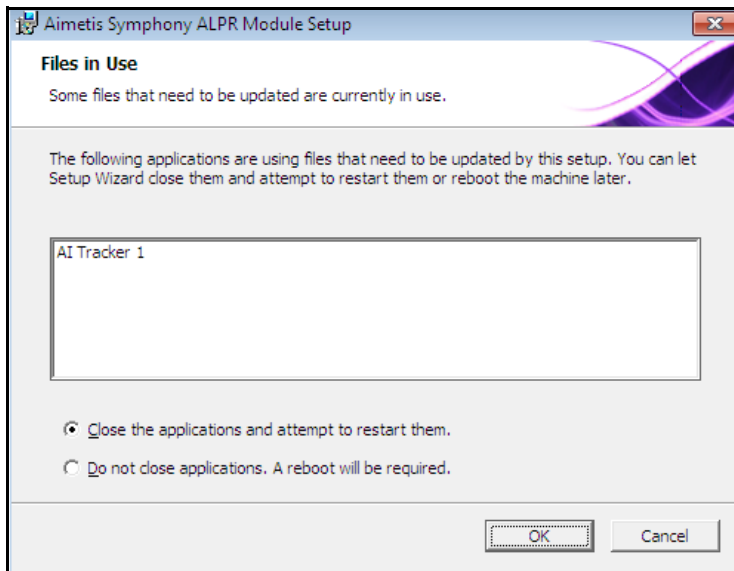 Aimetis Symphony ALPR Module Setup
Files in Use
Some files that need to be updated are currently in use.
The following applications are using files that need to be updated by this setup. You can let
Setup Wizard close them and attempt to restart them or reboot the machine later.
AI Tracker 1
Close the applications and attempt to restart them.
Do not close applications. A reboot will be required.
OK
Cancel